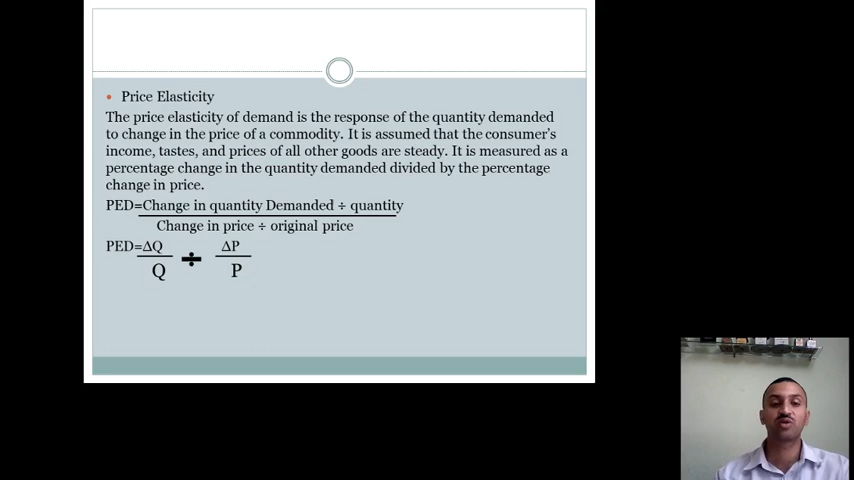 Price Elasticity
The price elasticity of demand is the response of the quantity demanded
to change in the price of a commodity. It is assumed that the consumer's
income, tastes, and prices of all other goods are steady. It is measured as a
percentage change in the quantity demanded divided by the percentage
change in price.
PED=Change in quantity Demanded ÷ quantity
Change in price ÷ original price
PED=ΔQ ÷ ΔP
Q P